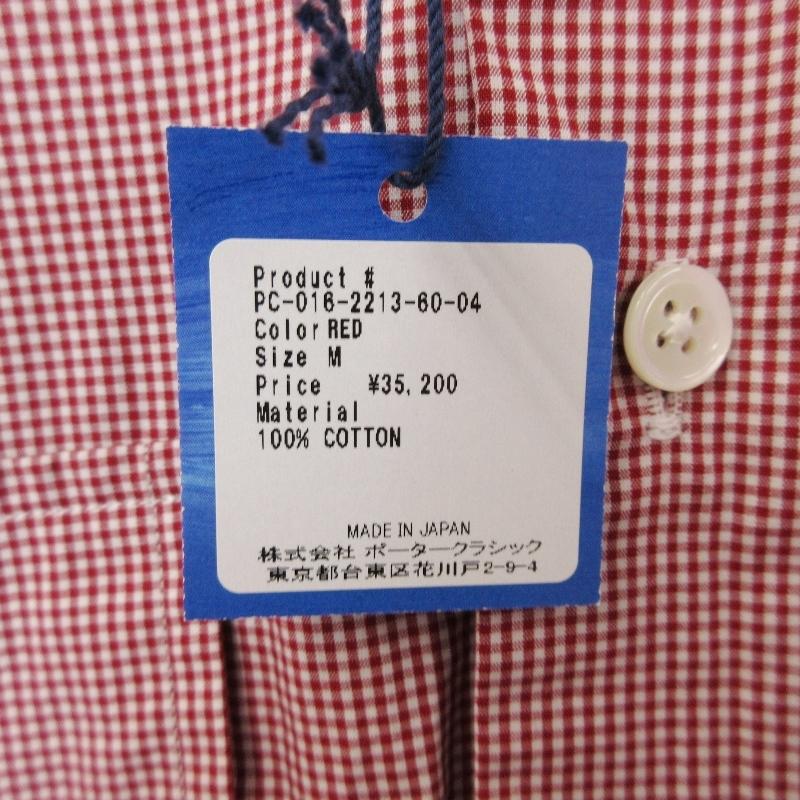 Product #
PC-016-2213-60-04
Color RED
Size M
Price ¥35,200
Material
100% COTTON
MADE IN JAPAN
株式会社 ポータークラシック
東京都台東区花川戸2-9-4